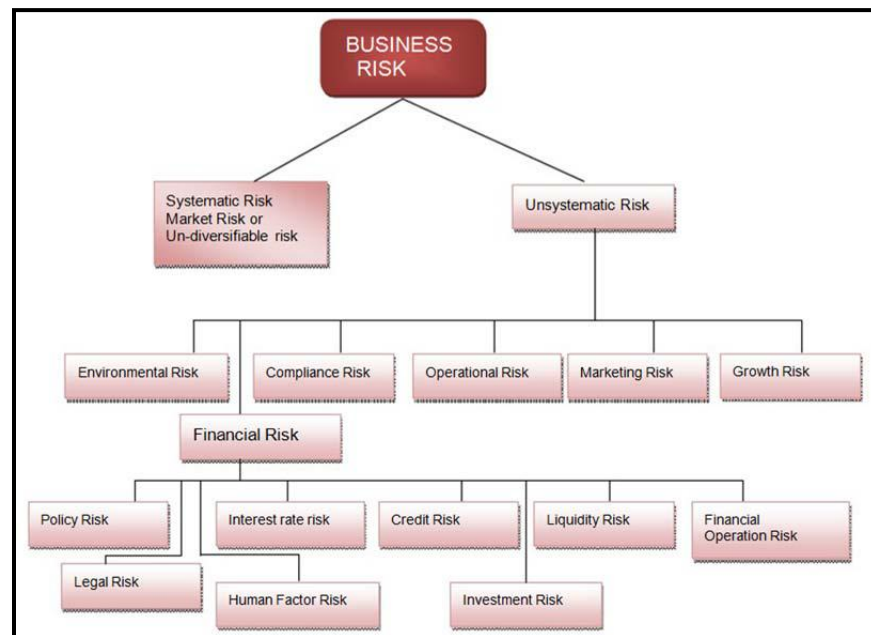 BUSINESS
RISK
Systematic Risk
Market Risk or
Un-diversifiable risk
Unsystematic Risk
Environmental Risk
Compliance Risk
Operational Risk
Marketing Risk
Growth Risk
Financial Risk
Policy Risk
Interest rate risk
Credit Risk
Liquidity Risk
Financial
Operation Risk
Legal Risk
Human Factor Risk
Investment Risk